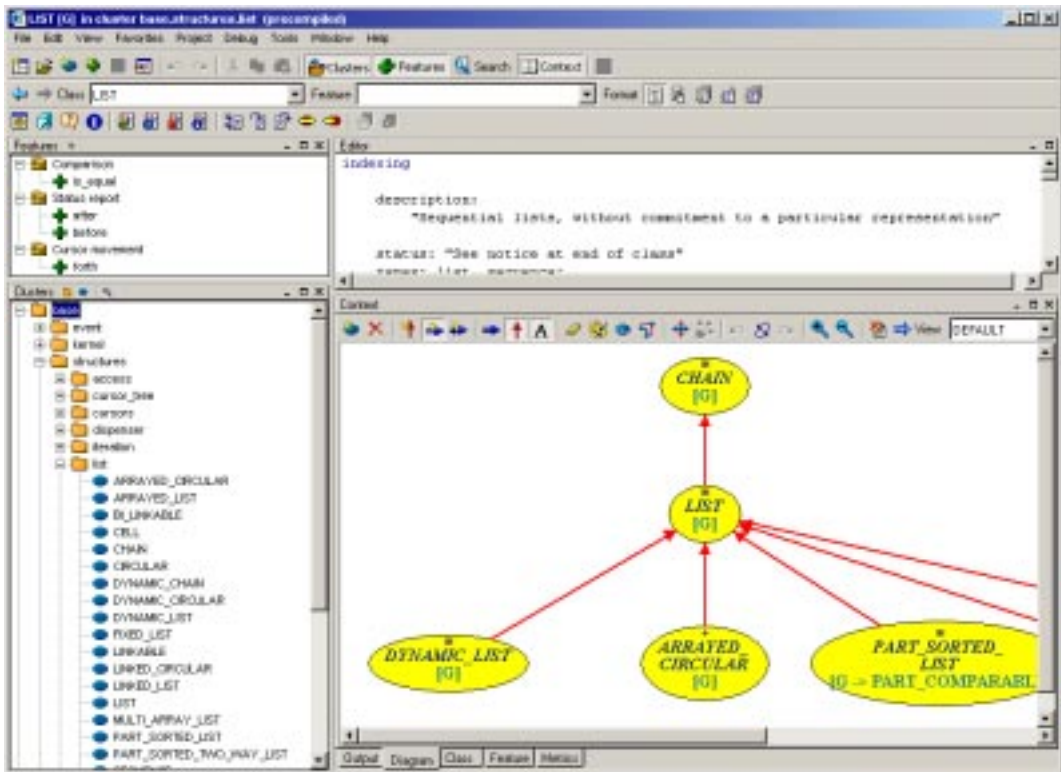 LIST [G] in cluster base.structures.list (precompiled)
File Edit View Favorites Project Debug Tools Window Help
Clusters Features Search Context
Class LIST Feature Format
Features
Comparison
is_equal
Status report
after
before
Cursor movement
forth
Editor
indexing
description:
"Sequential lists, without commitment to a particular representation"
status: "See notice at end of class"
names: list, sequence;
Clusters
base
event
kernel
structures
access
cursor_tree
cursors
dispenser
iteration
list
ARRAYED_CIRCULAR
ARRAYED_LIST
BI_LINKABLE
CELL
CHAIN
CIRCULAR
DYNAMIC_CHAIN
DYNAMIC_CIRCULAR
DYNAMIC_LIST
FIXED_LIST
LINKABLE
LINKED_CIRCULAR
LINKED_LIST
LIST
MULTI_ARRAY_LIST
PART_SORTED_LIST
PART_SORTED_TWO_WAY_LIST
Context
A View DEFAULT
CHAIN
[G]
LIST
[G]
DYNAMIC_LIST
[G]
ARRAYED_
CIRCULAR
[G]
PART_SORTED_
LIST
[G -> PART_COMPARABL
Output Diagram Class Feature Metrics